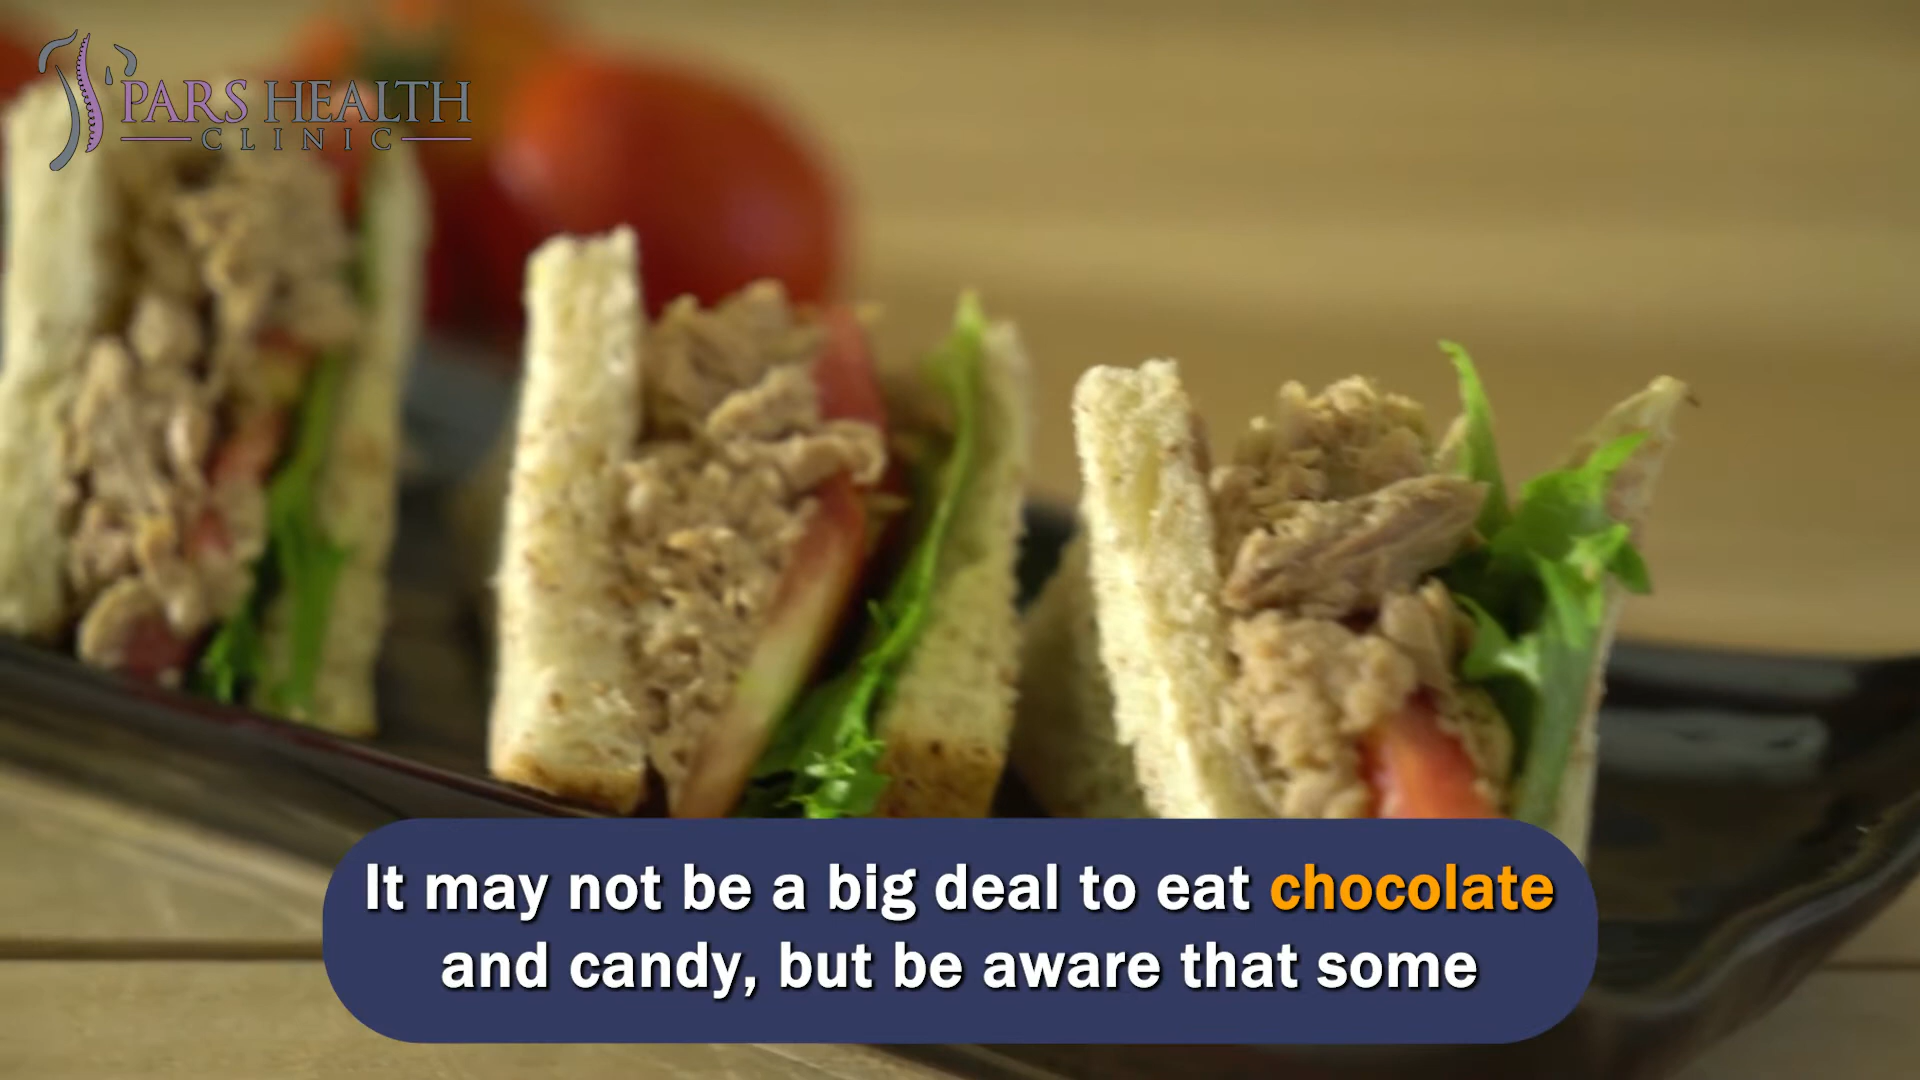 PARS HEALTH
CLINIC
It may not be a big deal to eat chocolate
and candy, but be aware that some